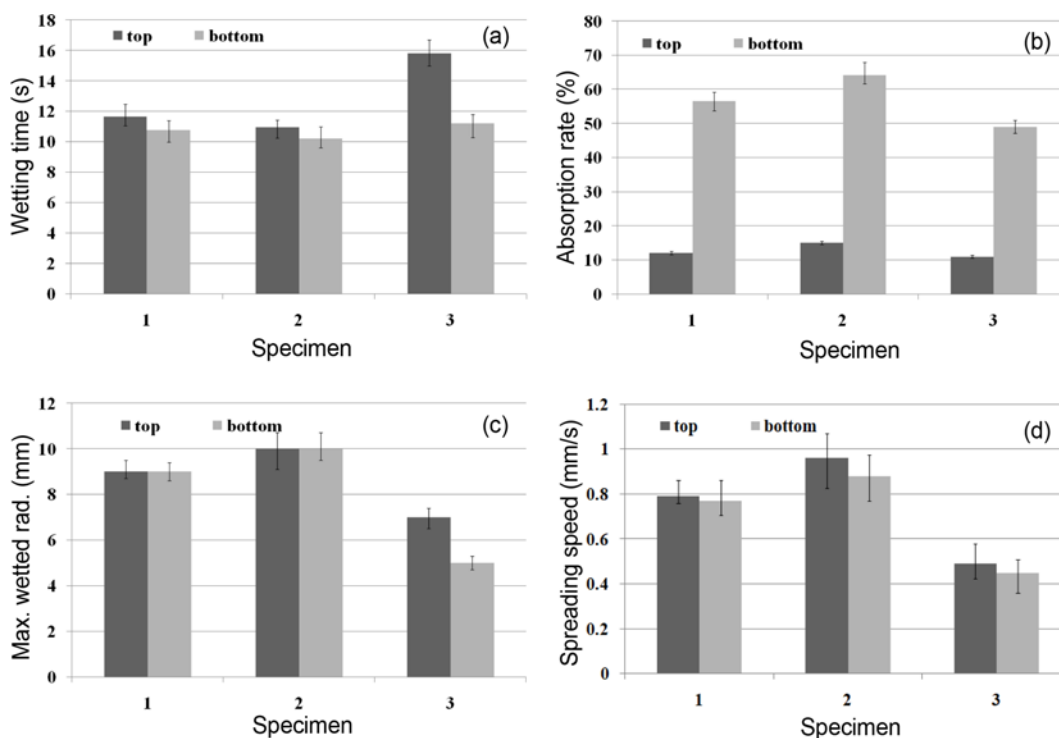 Wetting time (s)
18
16
14
12
10
8
6
4
2
0
top bottom
(a)
1 2 3
Specimen
Absorption rate (%)
80
70
60
50
40
30
20
10
0
top bottom
(b)
1 2 3
Specimen
Max. wetted rad. (mm)
12
10
8
6
4
2
0
top bottom
(c)
1 2 3
Specimen
Spreading speed (mm/s)
1.2
1
0.8
0.6
0.4
0.2
0
top bottom
(d)
1 2 3
Specimen